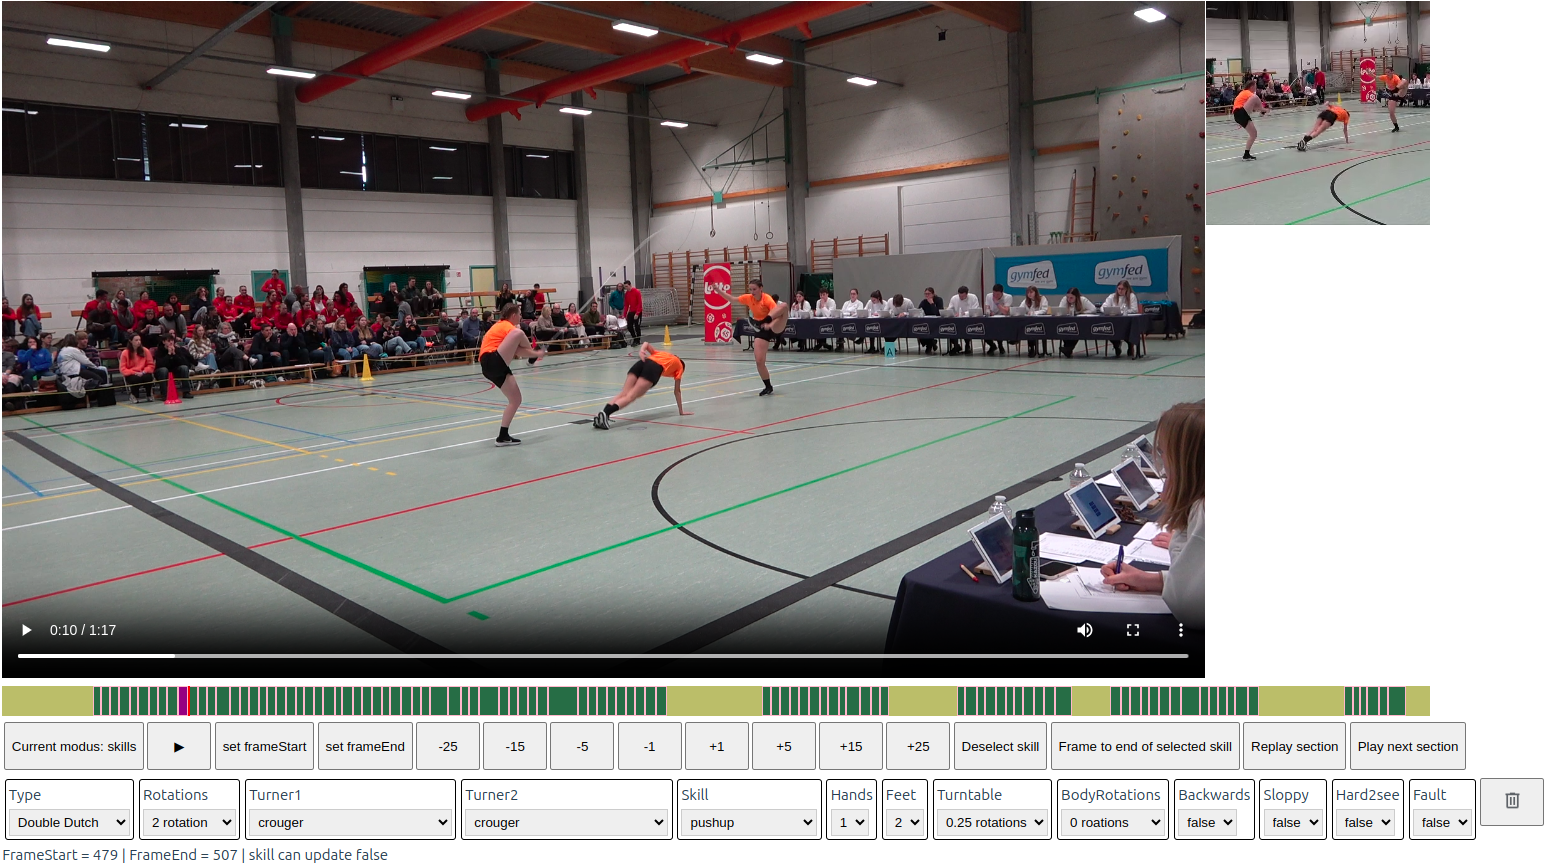 gymfed
gymfed
A
0:10 / 1:17
Current modus: skills
▶
set frameStart
set frameEnd
-25
-15
-5
-1
+1
+5
+15
+25
Deselect skill
Frame to end of selected skill
Replay section
Play next section
Type
Rotations
Turner1
Turner2
Skill
Hands
Feet
Turntable
BodyRotations
Backwards
Sloppy
Hard2see
Fault
Double Dutch
2 rotation
crouger
crouger
pushup
1
2
0.25 rotations
0 roations
false
false
false
false
FrameStart = 479 | FrameEnd = 507 | skill can update false